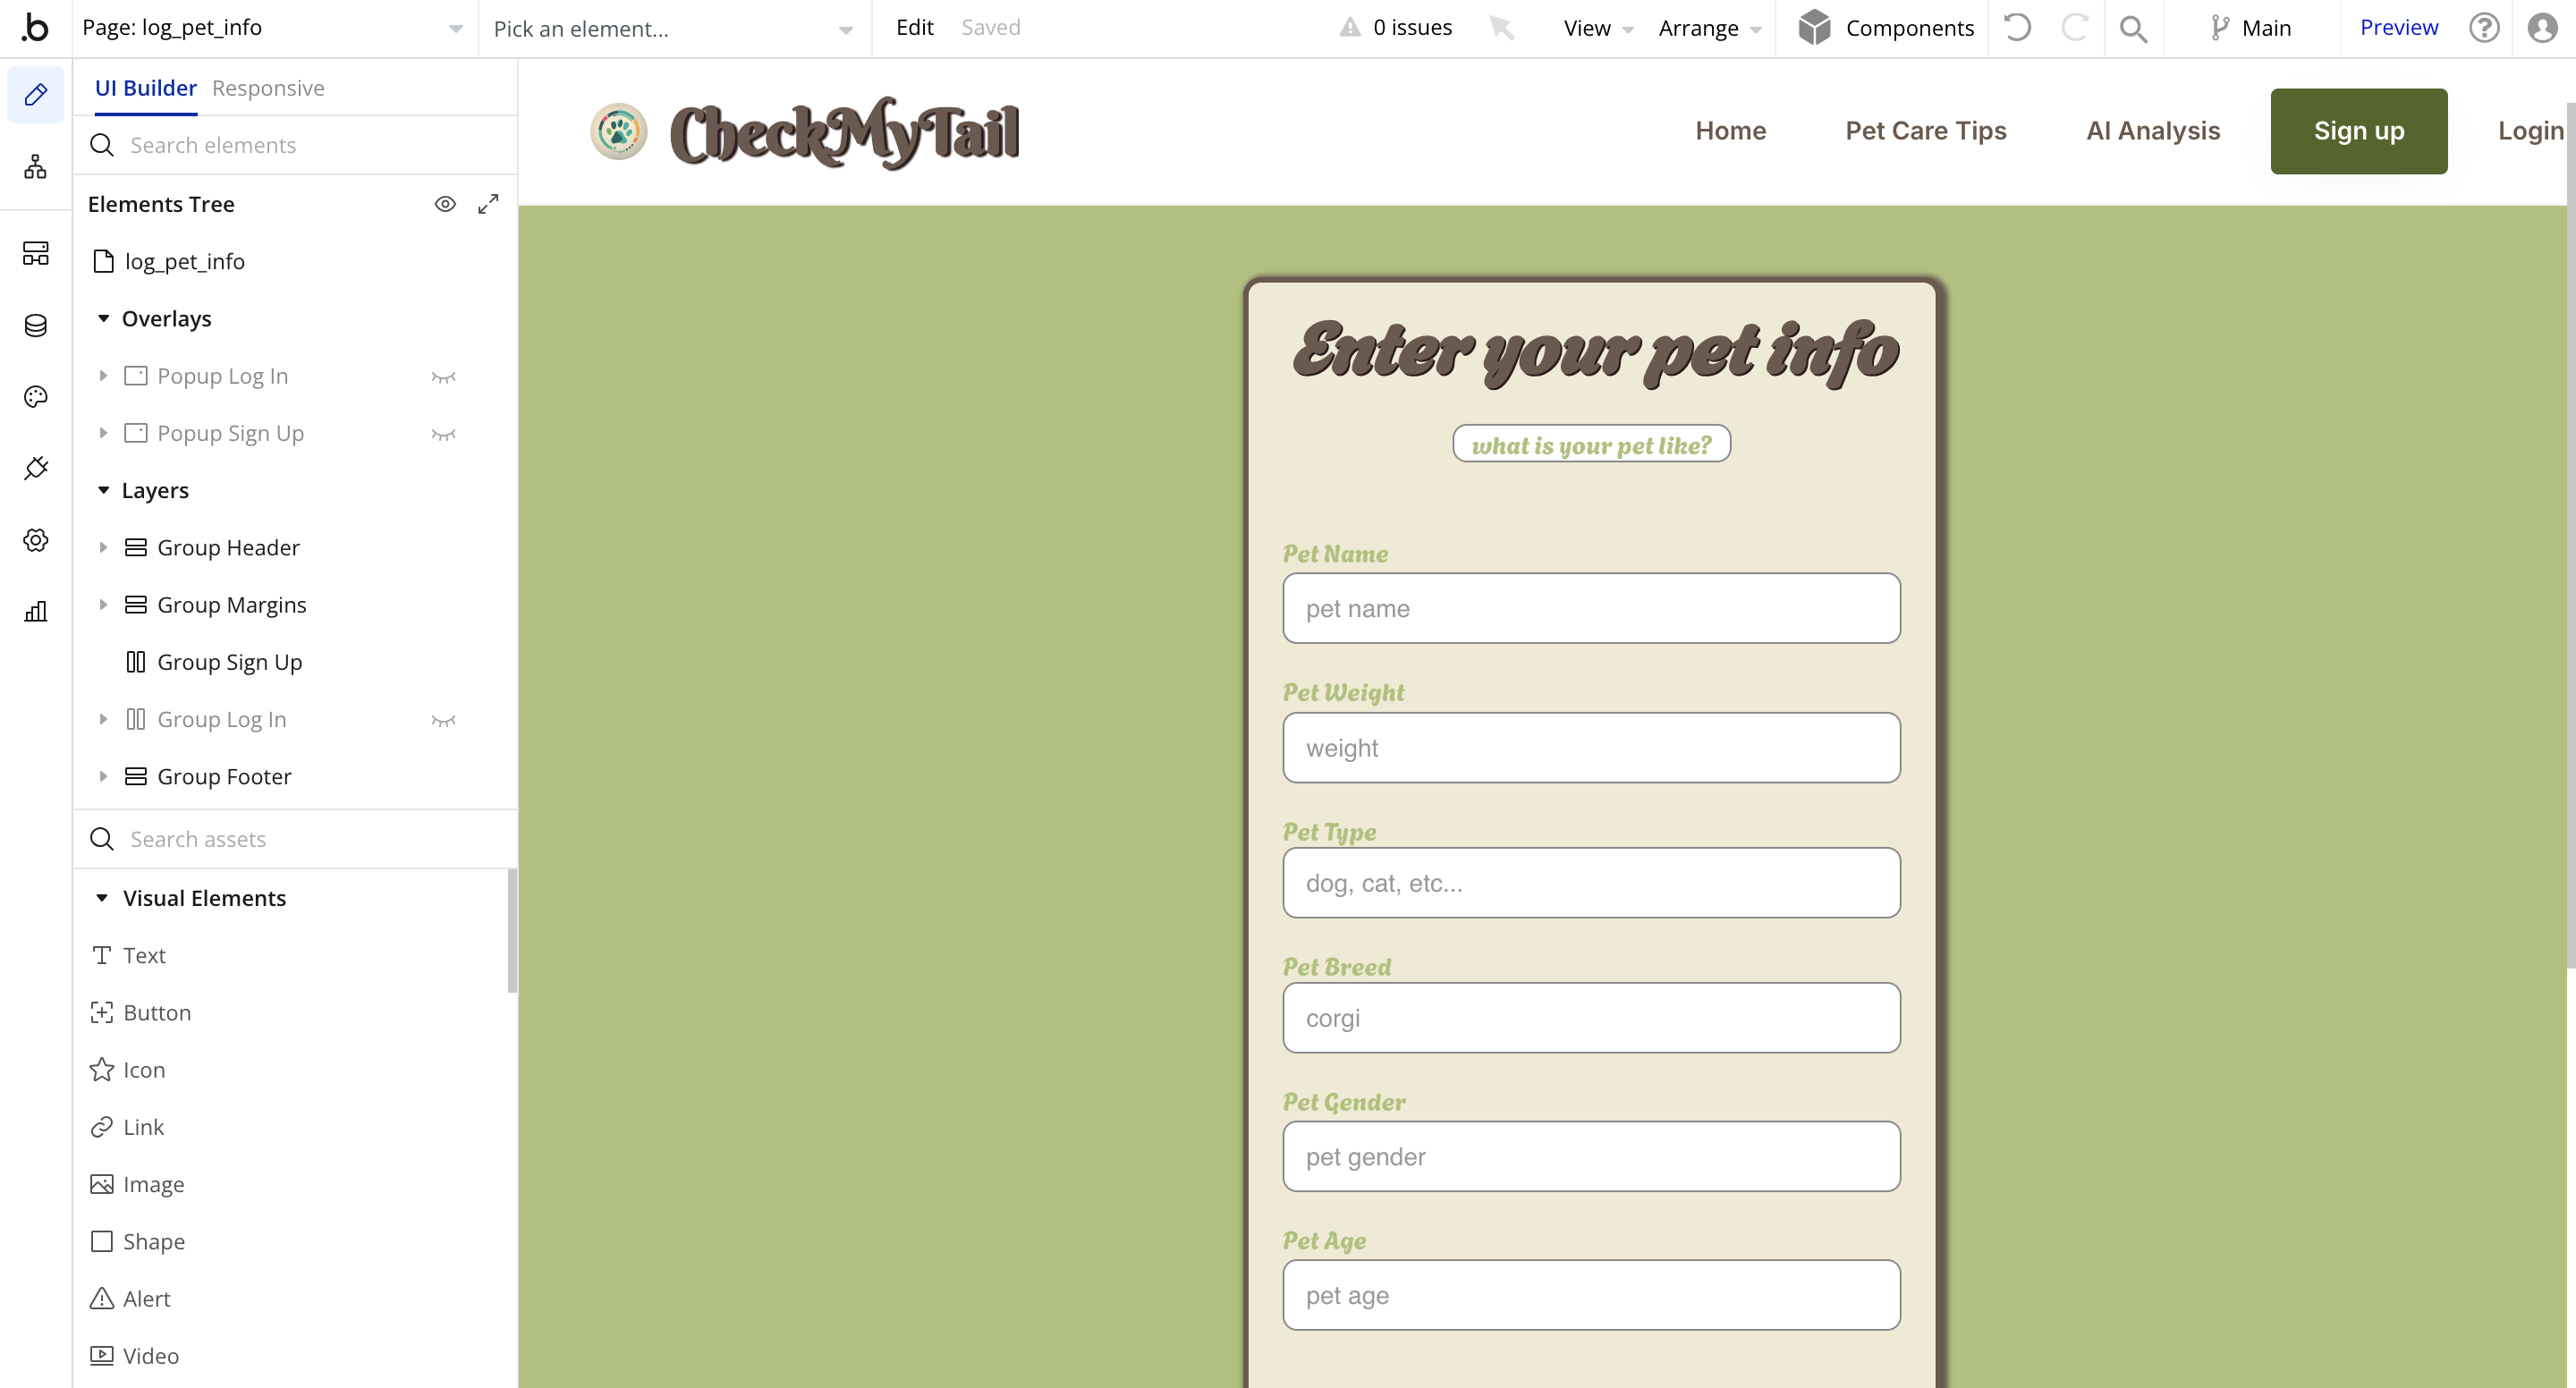 .b Page: log_pet_info Pick an element... Edit Saved 0 issues View Arrange Components Main Preview ?
UI Builder Responsive
Search elements
Elements Tree
log_pet_info
Overlays
Popup Log In
Popup Sign Up
Layers
Group Header
Group Margins
Group Sign Up
Group Log In
Group Footer
Search assets
Visual Elements
Text
Button
Icon
Link
Image
Shape
Alert
Video
CheckMyTail Home Pet Care Tips AI Analysis Sign up Login
Enter your pet info
what is your pet like?
Pet Name
pet name
Pet Weight
weight
Pet Type
dog, cat, etc...
Pet Breed
corgi
Pet Gender
pet gender
Pet Age
pet age